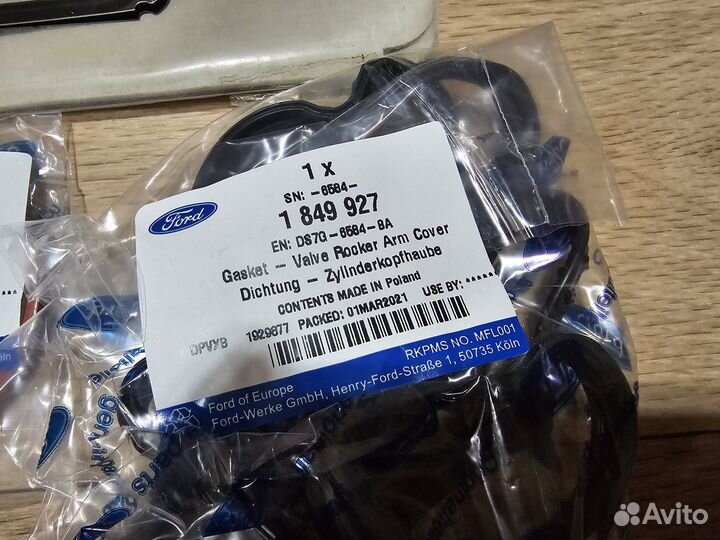 1 x
SN: -6584-
Ford
1 849 927
EN: DS7G-6584-BA
Gasket - Valve Rocker Arm Cover
Dichtung - Zylinderkopfhaube
CONTENTS MADE IN Poland
1929877 PACKED: 01MAR2021 USE BY: *****
RKPMS NO. MFL001
Ford of Europe
Ford-Werke GmbH, Henry-Ford-Straße 1, 50735 Köln
Köln
Avito